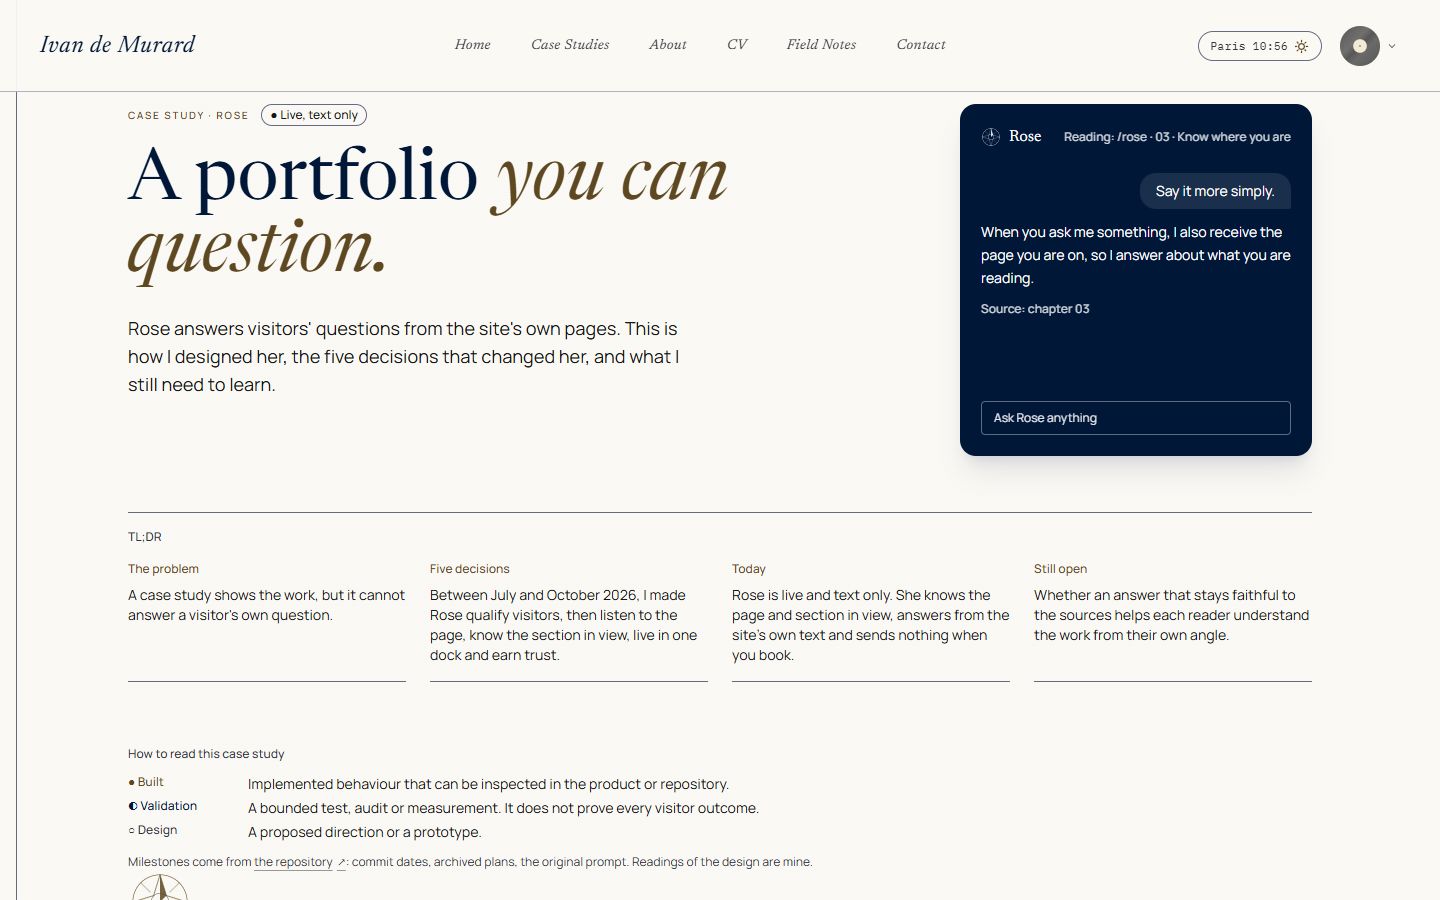 Ivan de Murard
Home
Case Studies
About
CV
Field Notes
Contact
Paris 10:56
CASE STUDY · ROSE
● Live, text only
A portfolio you can
question.
Rose answers visitors' questions from the site's own pages. This is
how I designed her, the five decisions that changed her, and what I
still need to learn.
Rose
Reading: /rose · 03 · Know where you are
Say it more simply.
When you ask me something, I also receive the
page you are on, so I answer about what you are
reading.
Source: chapter 03
Ask Rose anything
TL;DR
The problem
A case study shows the work, but it cannot
answer a visitor's own question.
Five decisions
Between July and October 2026, I made
Rose qualify visitors, then listen to the
page, know the section in view, live in one
dock and earn trust.
Today
Rose is live and text only. She knows the
page and section in view, answers from the
site's own text and sends nothing when
you book.
Still open
Whether an answer that stays faithful to
the sources helps each reader understand
the work from their own angle.
How to read this case study
● Built
Implemented behaviour that can be inspected in the product or repository.
◐ Validation
A bounded test, audit or measurement. It does not prove every visitor outcome.
○ Design
A proposed direction or a prototype.
Milestones come from the repository ↗: commit dates, archived plans, the original prompt. Readings of the design are mine.